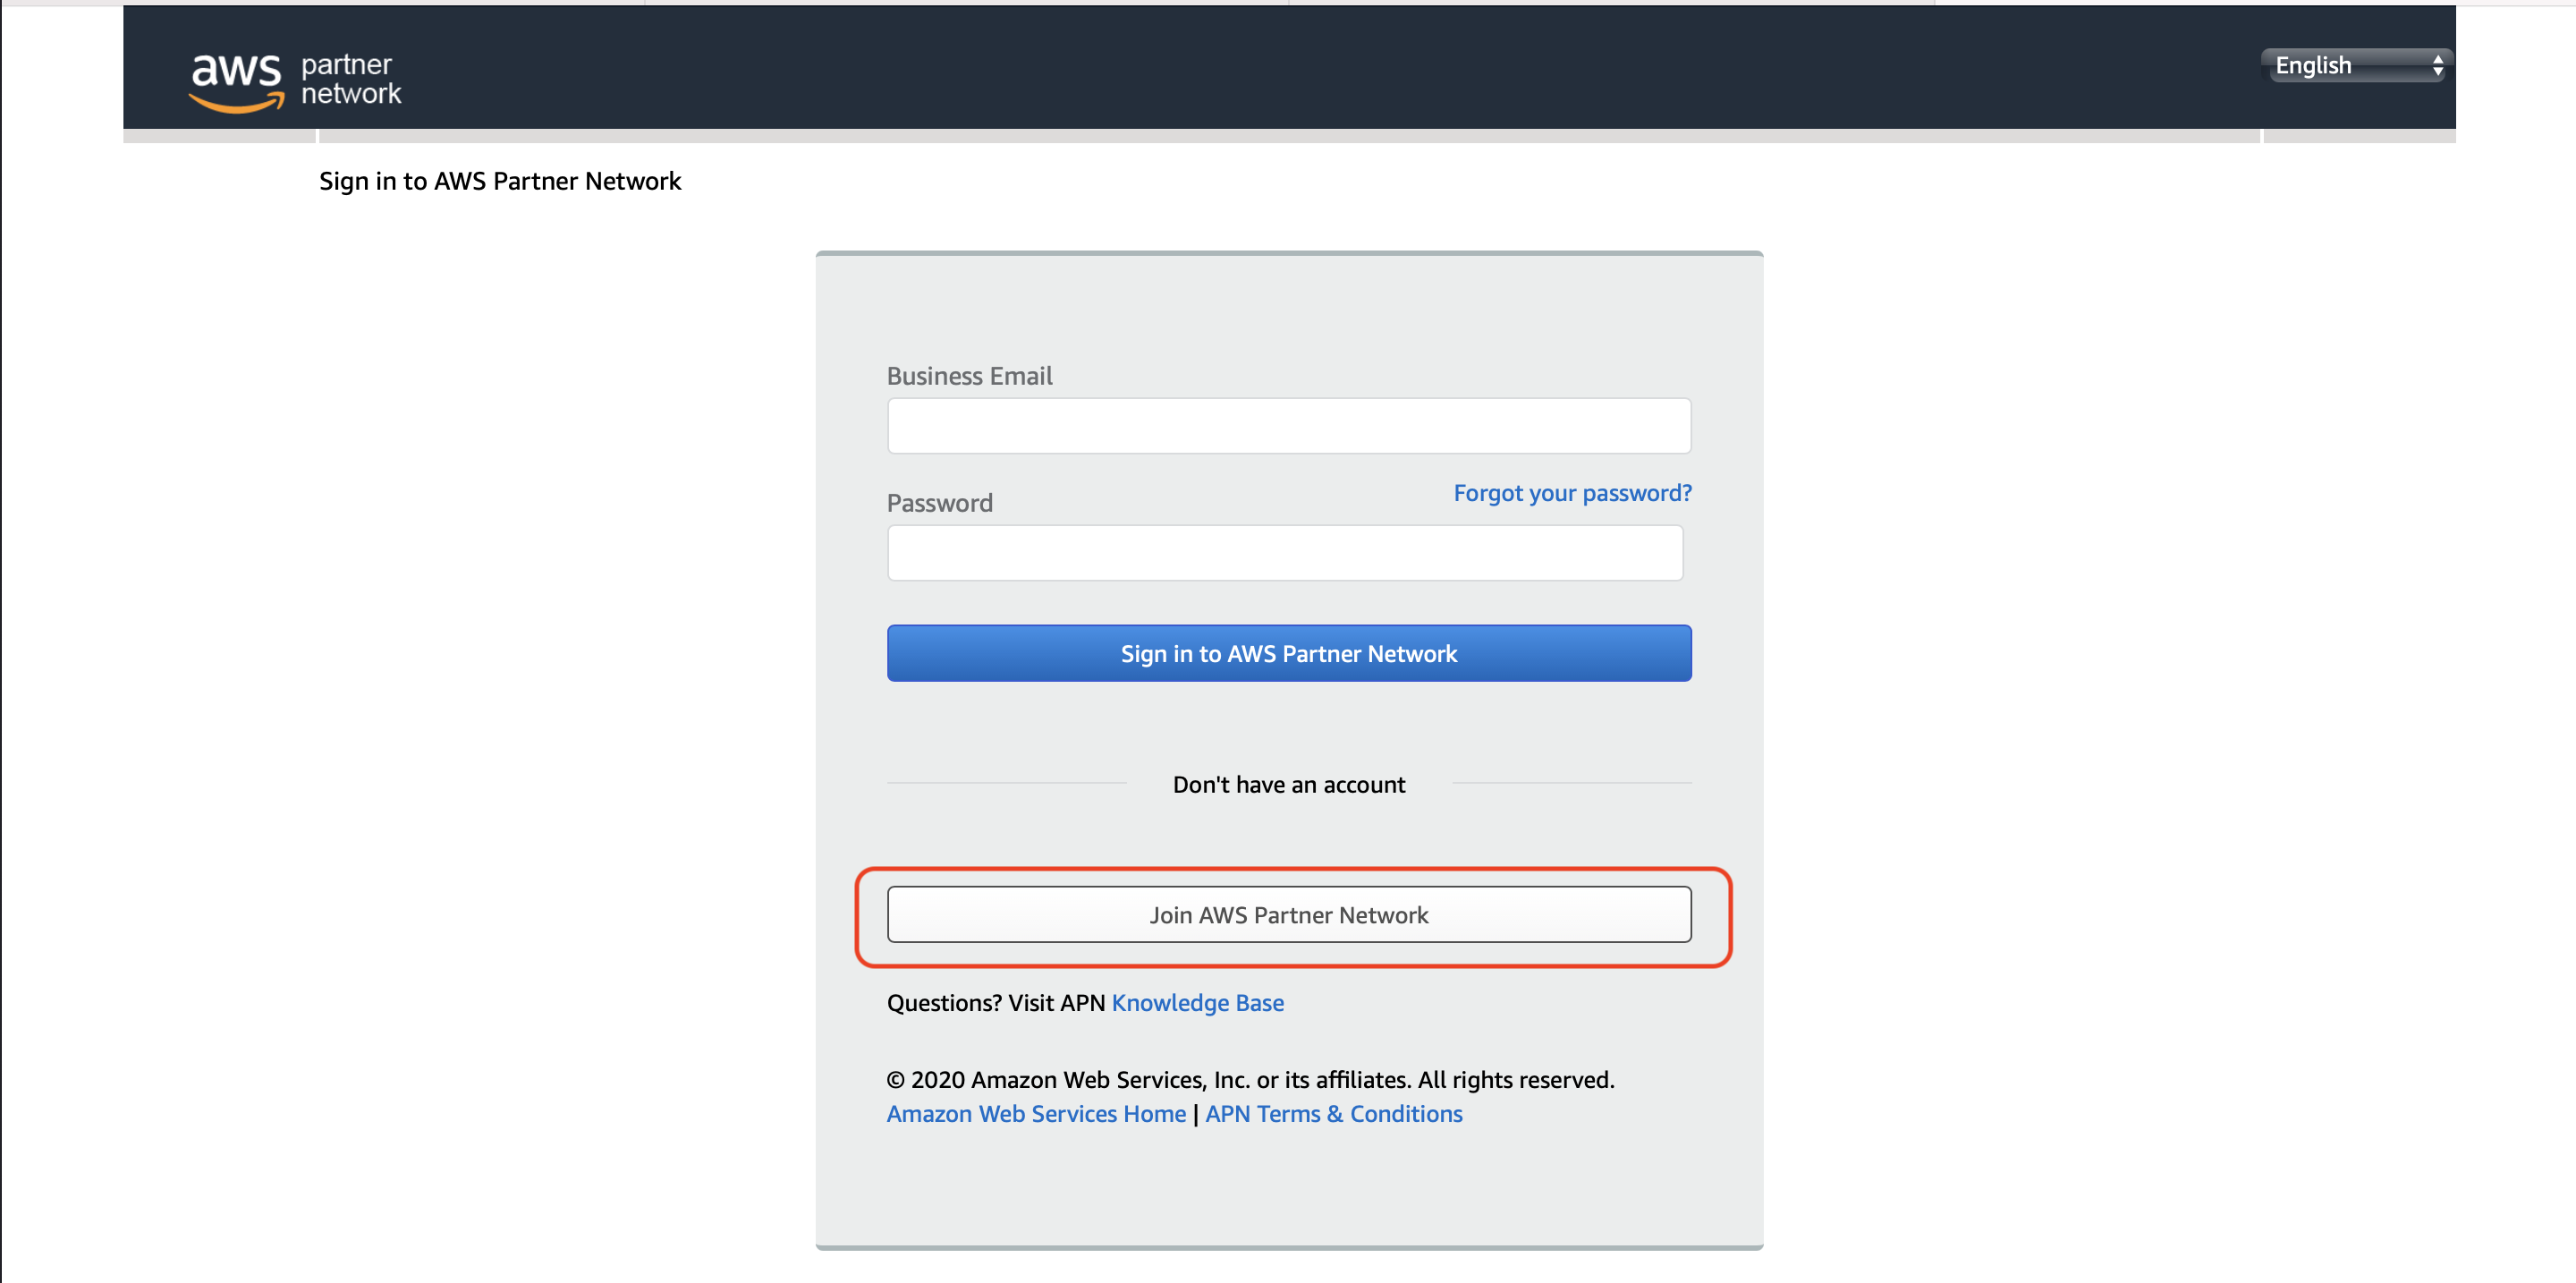 aws partner
network
English
Sign in to AWS Partner Network
Business Email
Password
Forgot your password?
Sign in to AWS Partner Network
Don't have an account
Join AWS Partner Network
Questions? Visit APN Knowledge Base
© 2020 Amazon Web Services, Inc. or its affiliates. All rights reserved.
Amazon Web Services Home | APN Terms & Conditions